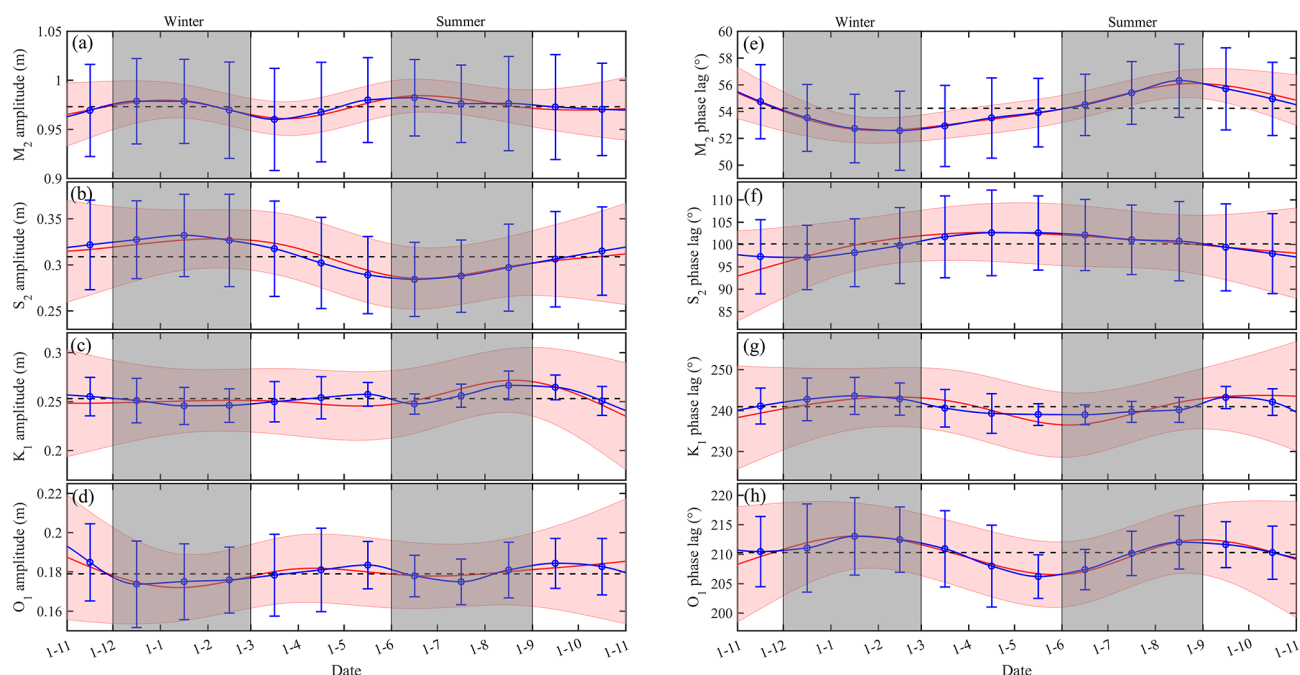 Winter Summer
(a)
M2 amplitude (m)
1.05
1
0.95
0.9
(b)
S2 amplitude (m)
0.35
0.3
0.25
(c)
K1 amplitude (m)
0.3
0.25
0.2
(d)
O1 amplitude (m)
0.22
0.2
0.18
0.16
1-11 1-12 1-1 1-2 1-3 1-4 1-5 1-6 1-7 1-8 1-9 1-10 1-11
Date
Winter Summer
(e)
M2 phase lag (°)
60
58
56
54
52
50
(f)
S2 phase lag (°)
110
105
100
95
90
85
(g)
K1 phase lag (°)
250
240
230
(h)
O1 phase lag (°)
220
215
210
205
200
1-11 1-12 1-1 1-2 1-3 1-4 1-5 1-6 1-7 1-8 1-9 1-10 1-11
Date